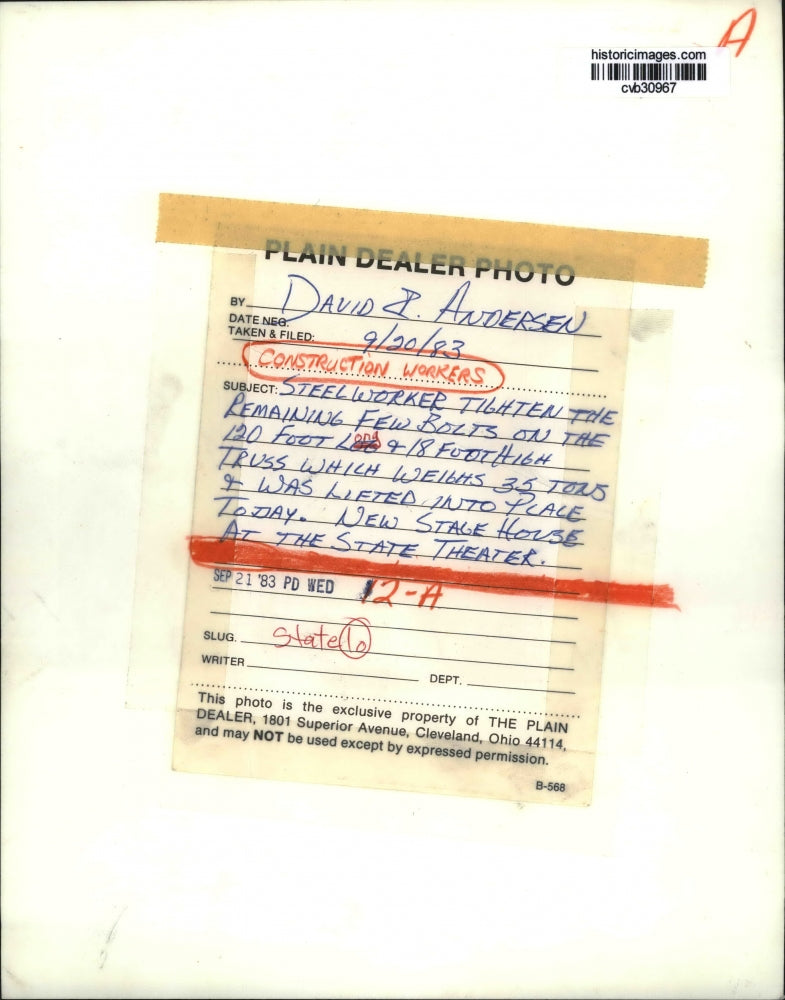 A
historicimages.com
cvb30967
PLAIN DEALER PHOTO
BY DAVID I. ANDERSEN
DATE NEG.
TAKEN & FILED: 9/20/83
CONSTRUCTION WORKERS
SUBJECT: STEELWORKER TIGHTEN THE
REMAINING FEW BOLTS ON THE
120 FOOT Long & 18 FOOT HIGH
TRUSS WHICH WEIGHS 35 TONS
& WAS LIFTED INTO PLACE
TODAY. NEW STAGE HOUSE
AT THE STATE THEATER.
SEP 21 '83 PD WED 12-A
SLUG. State 10
WRITER
DEPT.
This photo is the exclusive property of THE PLAIN
DEALER, 1801 Superior Avenue, Cleveland, Ohio 44114,
and may NOT be used except by expressed permission.
B-568